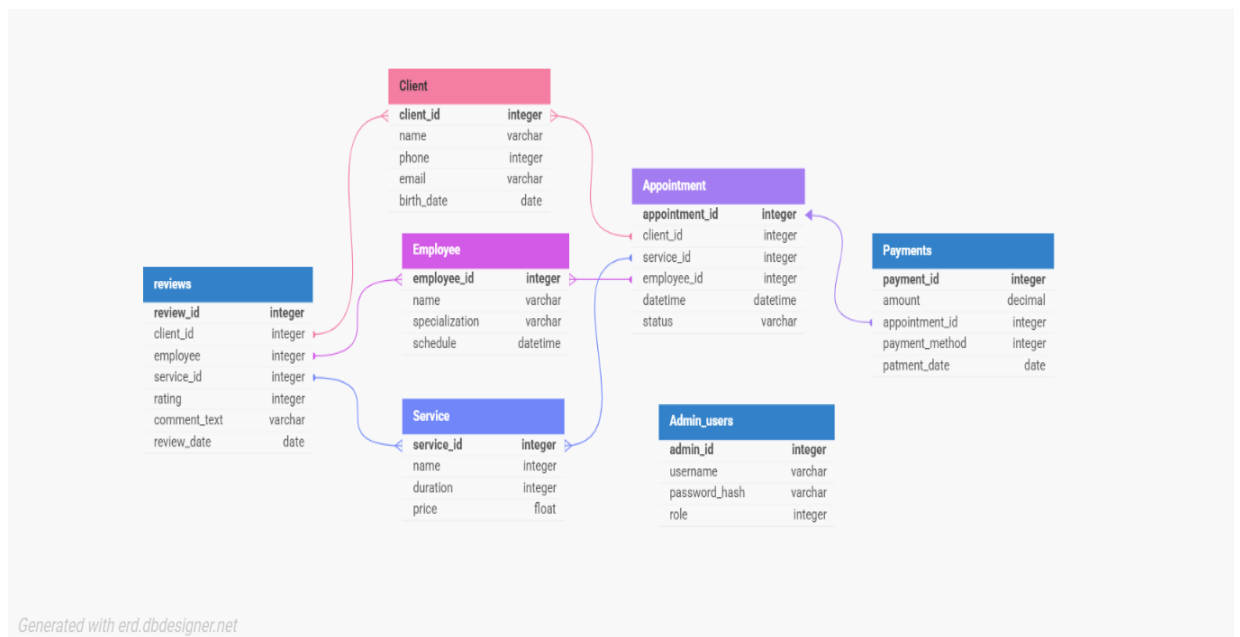 Client
client_id integer
name varchar
phone integer
email varchar
birth_date date
Employee
employee_id integer
name varchar
specialization varchar
schedule datetime
reviews
review_id integer
client_id integer
employee integer
service_id integer
rating integer
comment_text varchar
review_date date
Service
service_id integer
name integer
duration integer
price float
Appointment
appointment_id integer
client_id integer
service_id integer
employee_id integer
datetime datetime
status varchar
Payments
payment_id integer
amount decimal
appointment_id integer
payment_method integer
patment_date date
Admin_users
admin_id integer
username varchar
password_hash varchar
role integer
Generated with erd.dbdesigner.net